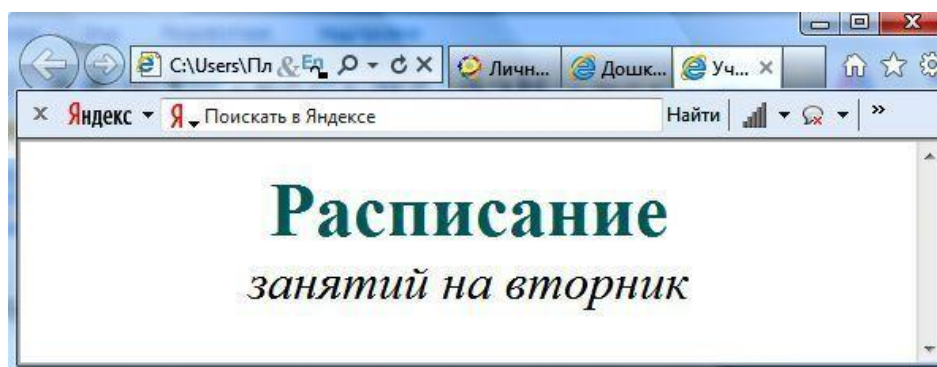 C:\Users\Пл
Личн...
Дошк...
Уч...
Яндекс
Я
Поискать в Яндексе
Найти
Расписание
занятий на вторник